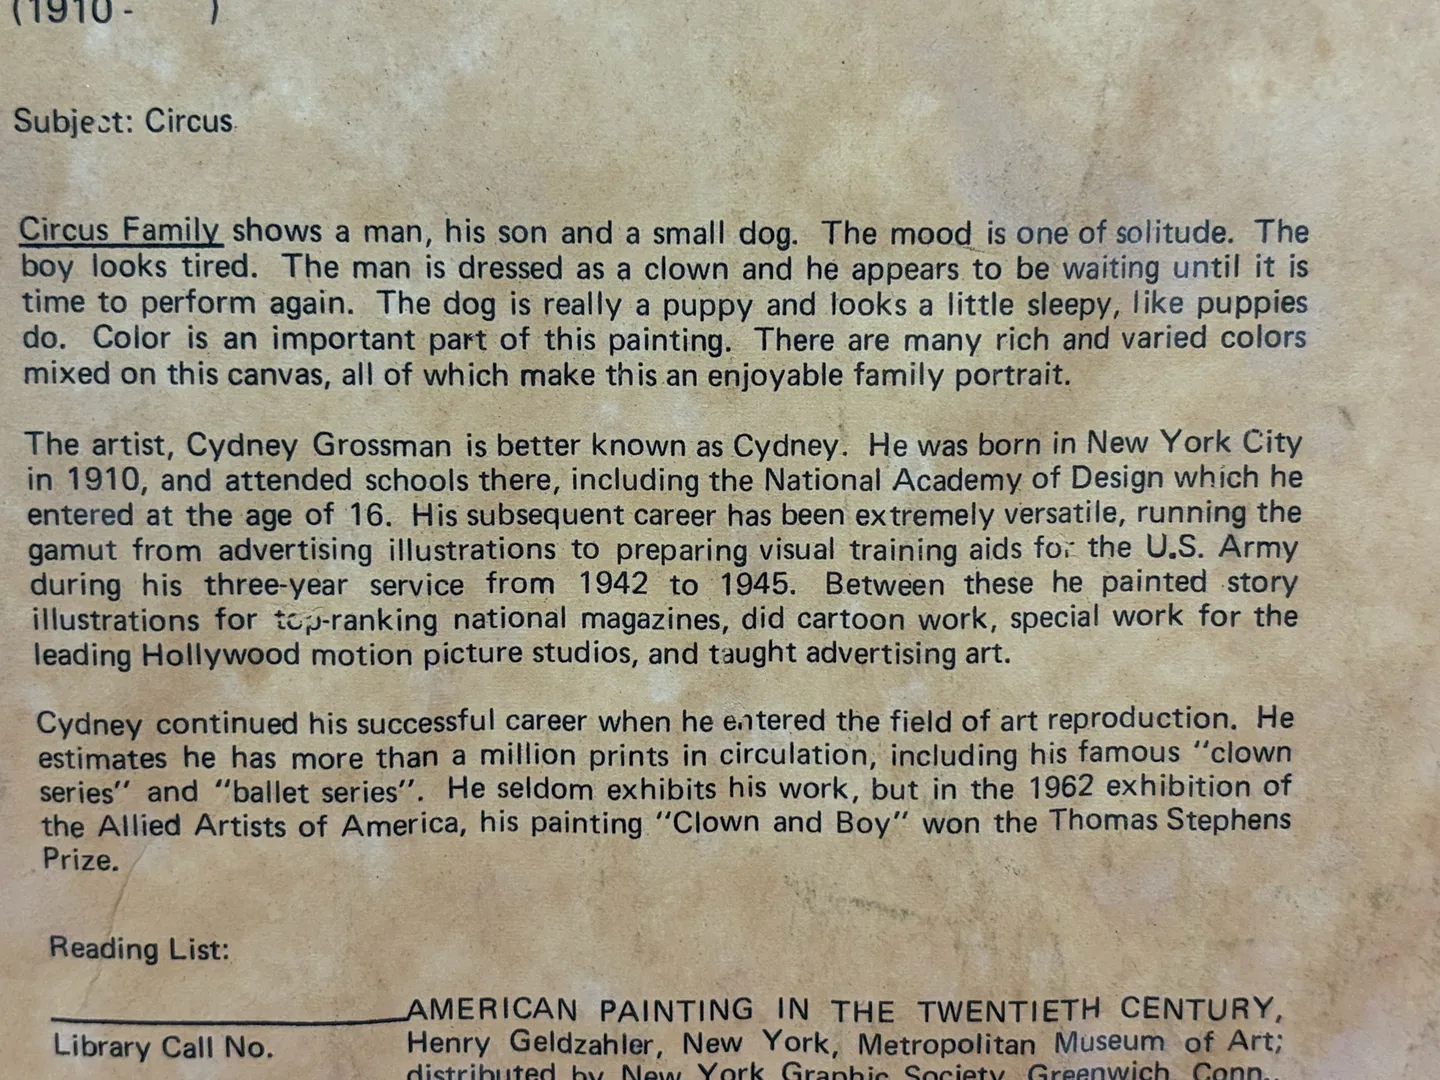 (1910 - )
Subject: Circus
Circus Family shows a man, his son and a small dog. The mood is one of solitude. The
boy looks tired. The man is dressed as a clown and he appears to be waiting until it is
time to perform again. The dog is really a puppy and looks a little sleepy, like puppies
do. Color is an important part of this painting. There are many rich and varied colors
mixed on this canvas, all of which make this an enjoyable family portrait.
The artist, Cydney Grossman is better known as Cydney. He was born in New York City
in 1910, and attended schools there, including the National Academy of Design which he
entered at the age of 16. His subsequent career has been extremely versatile, running the
gamut from advertising illustrations to preparing visual training aids for the U.S. Army
during his three-year service from 1942 to 1945. Between these he painted story
illustrations for top-ranking national magazines, did cartoon work, special work for the
leading Hollywood motion picture studios, and taught advertising art.
Cydney continued his successful career when he entered the field of art reproduction. He
estimates he has more than a million prints in circulation, including his famous "clown
series" and "ballet series". He seldom exhibits his work, but in the 1962 exhibition of
the Allied Artists of America, his painting "Clown and Boy" won the Thomas Stephens
Prize.
Reading List:
AMERICAN PAINTING IN THE TWENTIETH CENTURY,
Library Call No. Henry Geldzahler, New York, Metropolitan Museum of Art;
distributed by New York Graphic Society, Greenwich, Conn.,